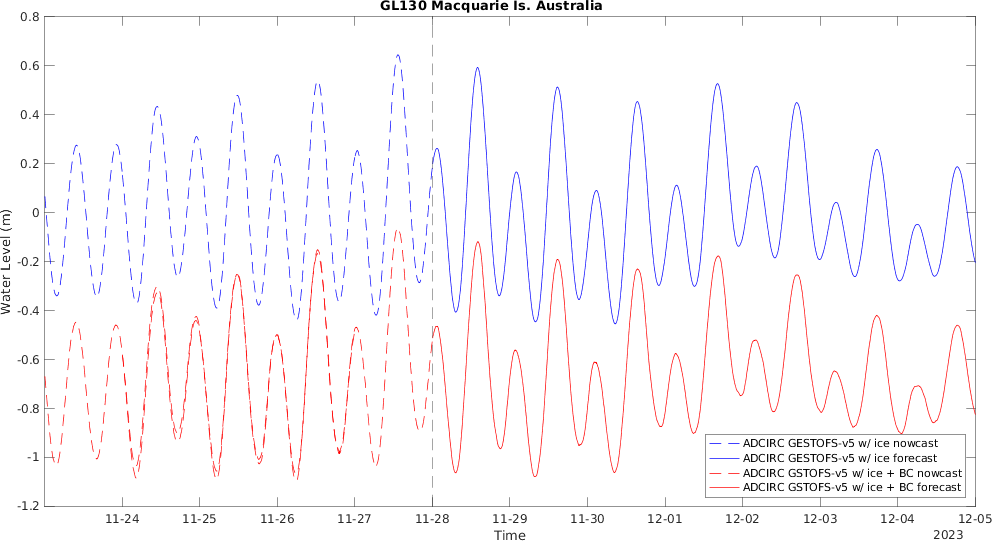 GL130 Macquarie Is. Australia
0.8
0.6
0.4
0.2
0
-0.2
-0.4
-0.6
-0.8
-1
-1.2
Water Level (m)
ADCIRC GESTOFS-v5 w/ ice nowcast
ADCIRC GESTOFS-v5 w/ ice forecast
ADCIRC GSTOFS-v5 w/ ice + BC nowcast
ADCIRC GSTOFS-v5 w/ ice + BC forecast
11-24 11-25 11-26 11-27 11-28 11-29 11-30 12-01 12-02 12-03 12-04 12-05
Time
2023